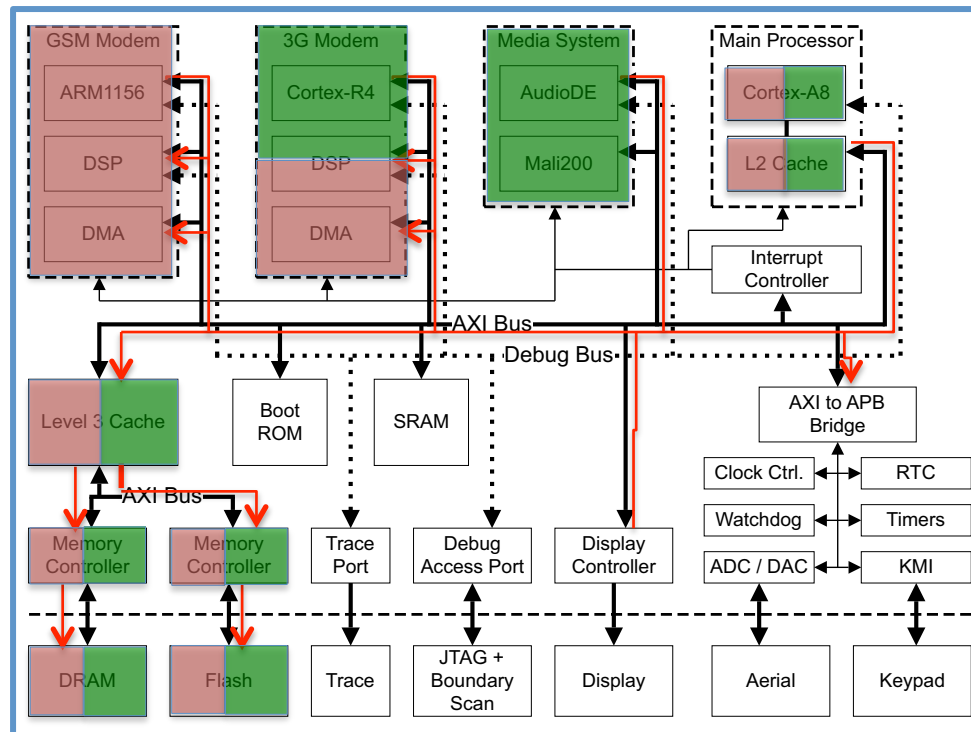 GSM Modem
ARM1156
DSP
DMA
3G Modem
Cortex-R4
DSP
DMA
Media System
AudioDE
Mali200
Main Processor
Cortex-A8
L2 Cache
Interrupt
Controller
AXI Bus
Debug Bus
Level 3 Cache
Boot
ROM
SRAM
AXI to APB
Bridge
Clock Ctrl.
RTC
Watchdog
Timers
ADC / DAC
KMI
AXI Bus
Memory
Controller
Memory
Controller
Trace
Port
Debug
Access Port
Display
Controller
DRAM
Flash
Trace
JTAG +
Boundary
Scan
Display
Aerial
Keypad